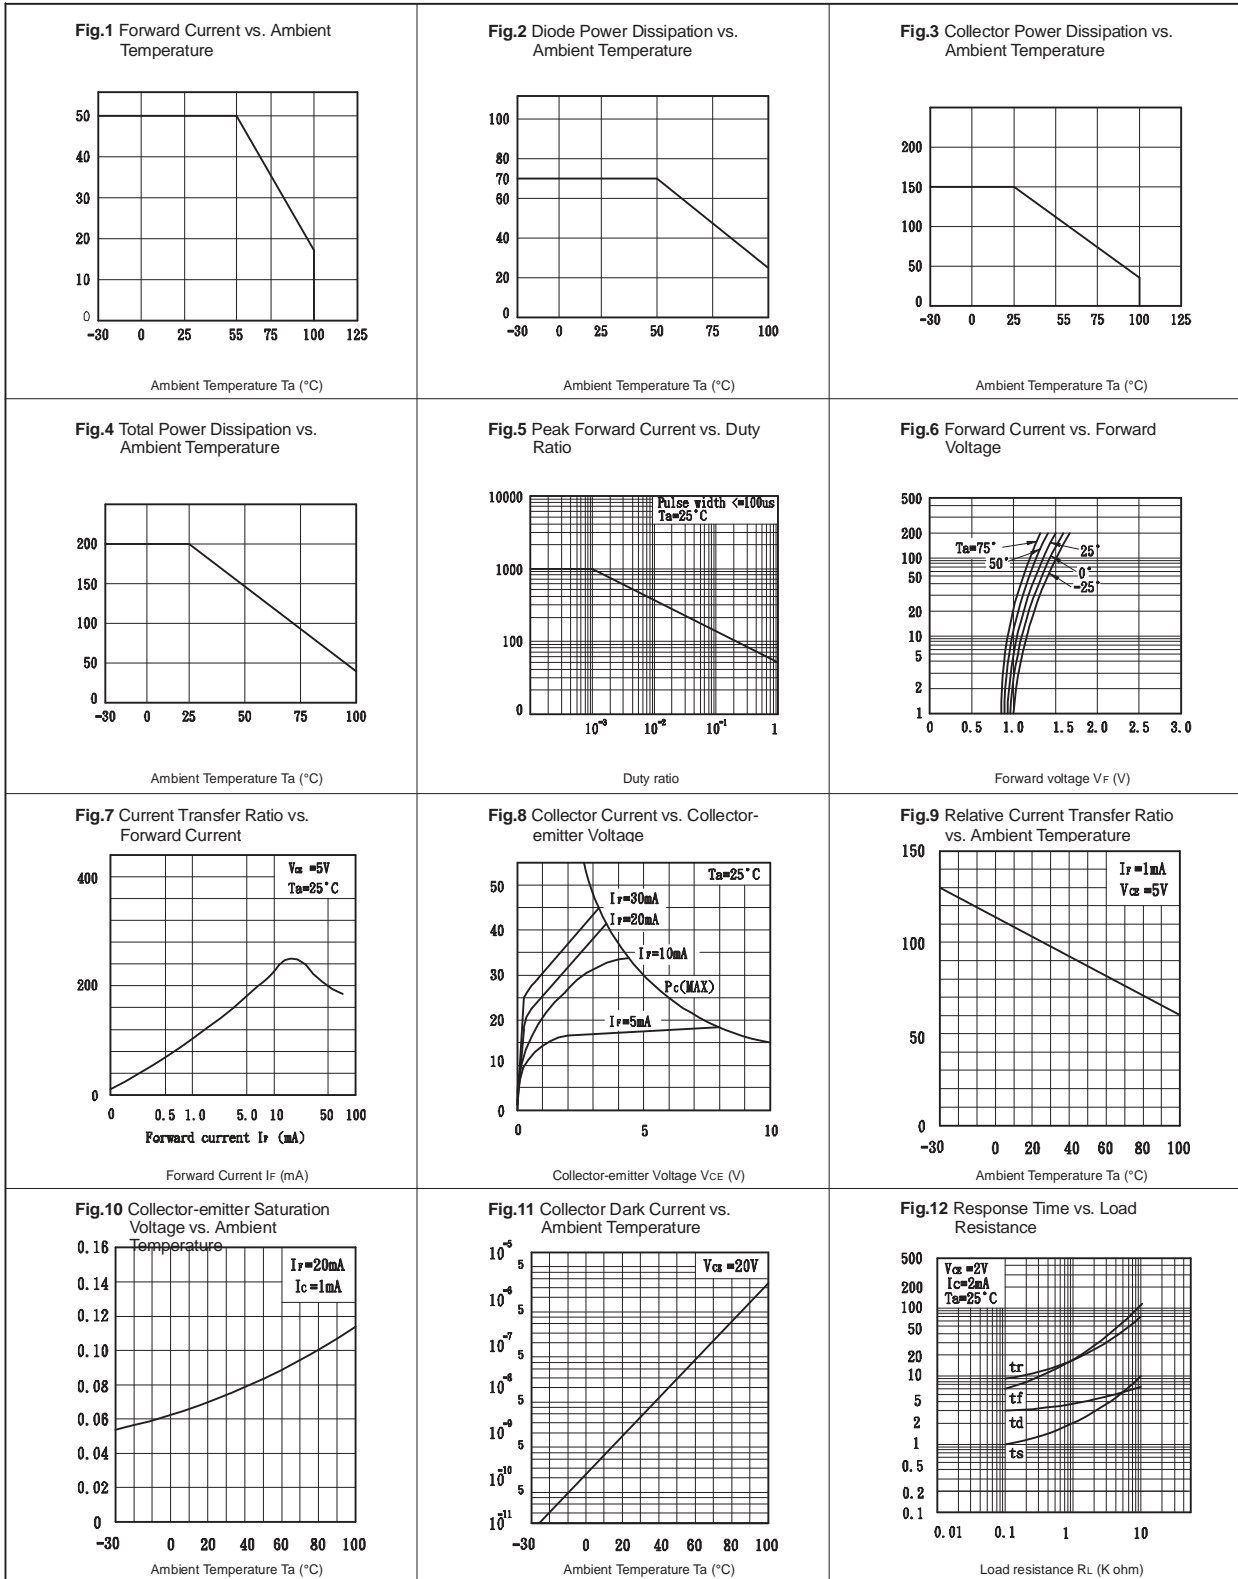 Fig.1 Forward Current vs. Ambient
Temperature
50
40
30
20
10
0
-30 0 25 55 75 100 125
Ambient Temperature Ta (°C)
Fig.2 Diode Power Dissipation vs.
Ambient Temperature
100
80
70
60
40
20
0
-30 0 25 50 75 100
Ambient Temperature Ta (°C)
Fig.3 Collector Power Dissipation vs.
Ambient Temperature
200
150
100
50
0
-30 0 25 50 75 100 125
Ambient Temperature Ta (°C)
Fig.4 Total Power Dissipation vs.
Ambient Temperature
200
150
100
50
0
-30 0 25 50 75 100
Ambient Temperature Ta (°C)
Fig.5 Peak Forward Current vs. Duty
Ratio
Pulse width <=100us
Ta=25°C
10000
1000
100
0
10⁻³ 10⁻² 10⁻¹ 1
Duty ratio
Fig.6 Forward Current vs. Forward
Voltage
500
200
100
50
20
10
5
2
1
Ta=75°
50°
25°
0°
-25°
0 0.5 1.0 1.5 2.0 2.5 3.0
Forward voltage VF (V)
Fig.7 Current Transfer Ratio vs.
Forward Current
VCE =5V
Ta=25°C
400
200
0
0 0.5 1.0 5.0 10 50 100
Forward current IF (mA)
Forward Current IF (mA)
Fig.8 Collector Current vs. Collector-
emitter Voltage
Ta=25°C
50
40
30
20
10
0
IF=30mA
IF=20mA
IF=10mA
Pc(MAX)
IF=5mA
0 5 10
Collector-emitter Voltage VCE (V)
Fig.9 Relative Current Transfer Ratio
vs. Ambient Temperature
IF=1mA
VCE =5V
150
100
50
0
-30 0 20 40 60 80 100
Ambient Temperature Ta (°C)
Fig.10 Collector-emitter Saturation
Voltage vs. Ambient
Temperature
IF=20mA
Ic=1mA
0.16
0.14
0.12
0.10
0.08
0.06
0.04
0.02
0
-30 0 20 40 60 80 100
Ambient Temperature Ta (°C)
Fig.11 Collector Dark Current vs.
Ambient Temperature
VCE =20V
10⁻⁵
5
10⁻⁶
5
10⁻⁷
5
10⁻⁸
5
10⁻⁹
5
10⁻¹⁰
5
10⁻¹¹
-30 0 20 40 60 80 100
Ambient Temperature Ta (°C)
Fig.12 Response Time vs. Load
Resistance
VCE =2V
Ic=2mA
Ta=25°C
500
200
100
50
20
10
5
2
1
0.5
0.2
0.1
tr
tf
td
ts
0.01 0.1 1 10
Load resistance RL (K ohm)